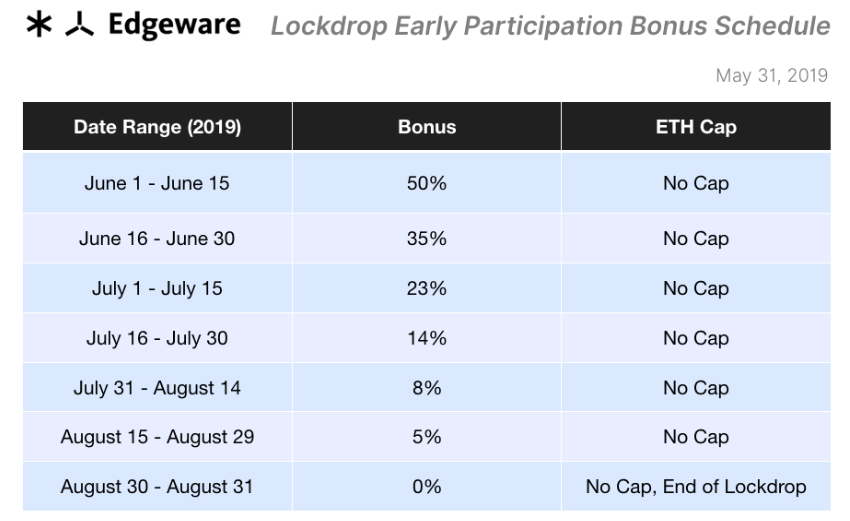 Edgeware Lockdrop Early Participation Bonus Schedule
May 31, 2019
Date Range (2019) Bonus ETH Cap
June 1 - June 15 50% No Cap
June 16 - June 30 35% No Cap
July 1 - July 15 23% No Cap
July 16 - July 30 14% No Cap
July 31 - August 14 8% No Cap
August 15 - August 29 5% No Cap
August 30 - August 31 0% No Cap, End of Lockdrop